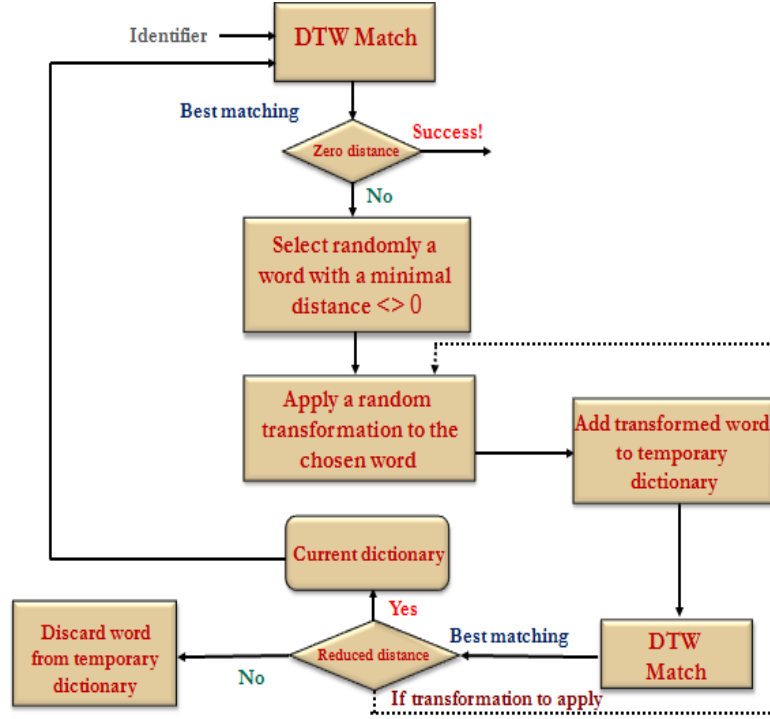 Identifier
DTW Match
Best matching
Success!
Zero distance
No
Select randomly a
word with a minimal
distance <> 0
Apply a random
transformation to the
chosen word
Add transformed word
to temporary
dictionary
Current dictionary
Yes
Discard word
from temporary
dictionary
No
Reduced distance
Best matching
DTW
Match
If transformation to apply